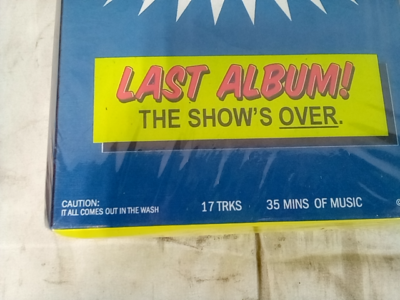 LAST ALBUM!
THE SHOW'S OVER.
CAUTION:
IT ALL COMES OUT IN THE WASH
17 TRKS
35 MINS OF MUSIC